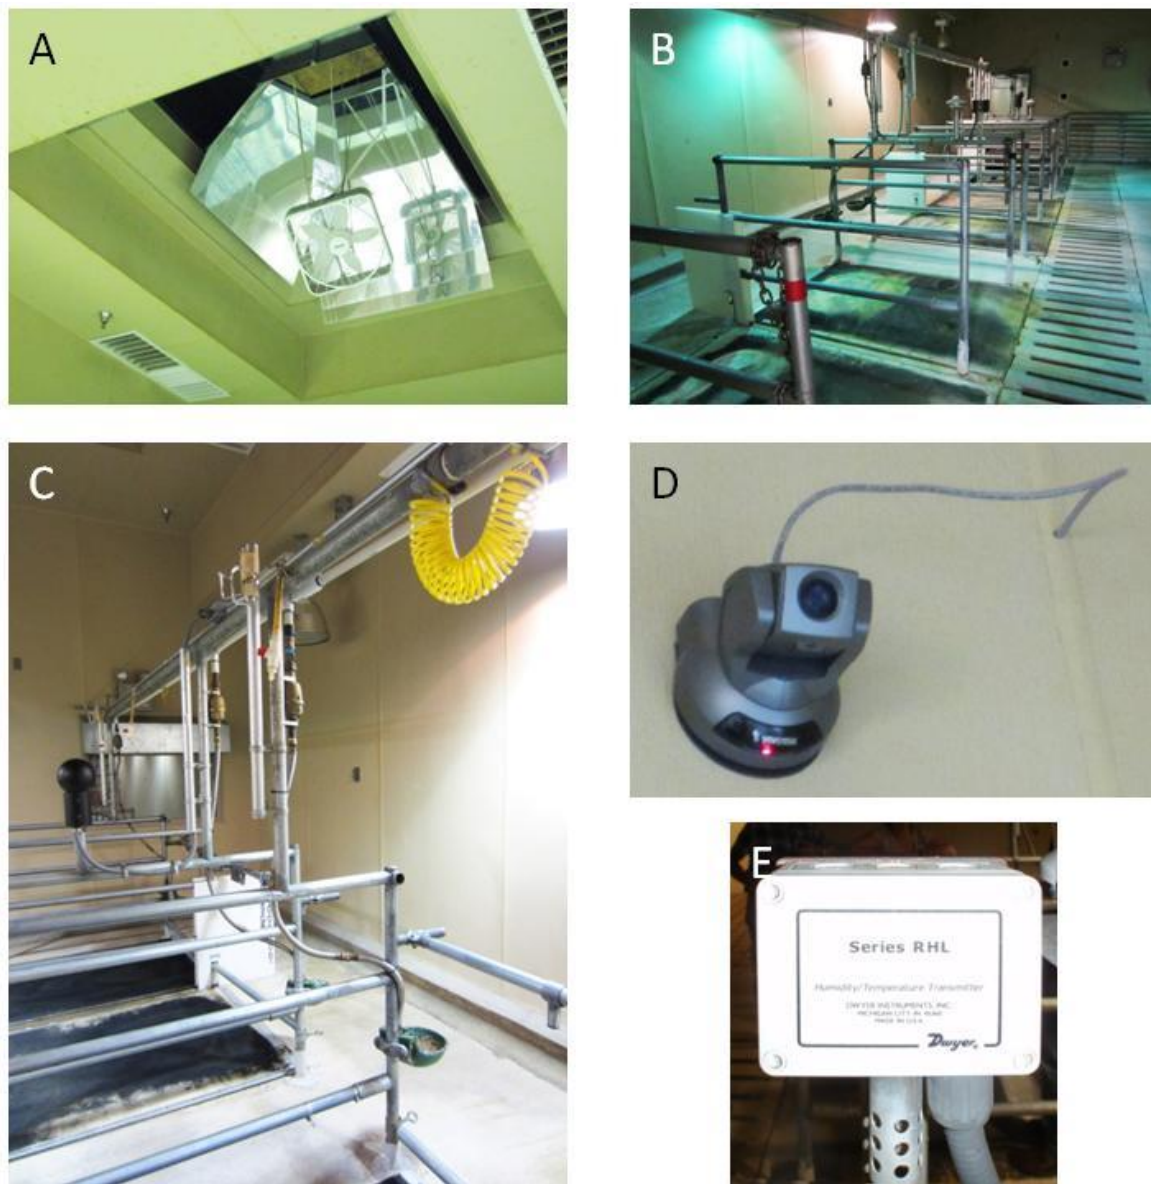 A
B
C
D
E
Series RHL
Humidity/Temperature Transmitter
DWYER INSTRUMENTS, INC.
MICHIGAN CITY, IN 46360
MADE IN U.S.A.
Dwyer